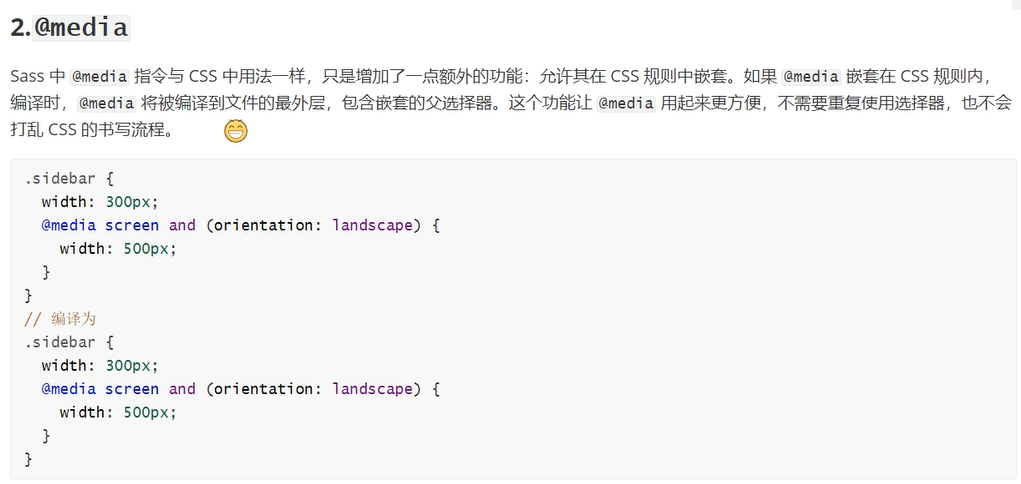 2.@media
Sass 中 @media 指令与 CSS 中用法一样，只是增加了一点额外的功能：允许其在 CSS 规则中嵌套。如果 @media 嵌套在 CSS 规则内，
编译时，@media 将被编译到文件的最外层，包含嵌套的父选择器。这个功能让 @media 用起来更方便，不需要重复使用选择器，也不会
打乱 CSS 的书写流程。
.sidebar {
  width: 300px;
  @media screen and (orientation: landscape) {
    width: 500px;
  }
}
// 编译为
.sidebar {
  width: 300px;
  @media screen and (orientation: landscape) {
    width: 500px;
  }
}